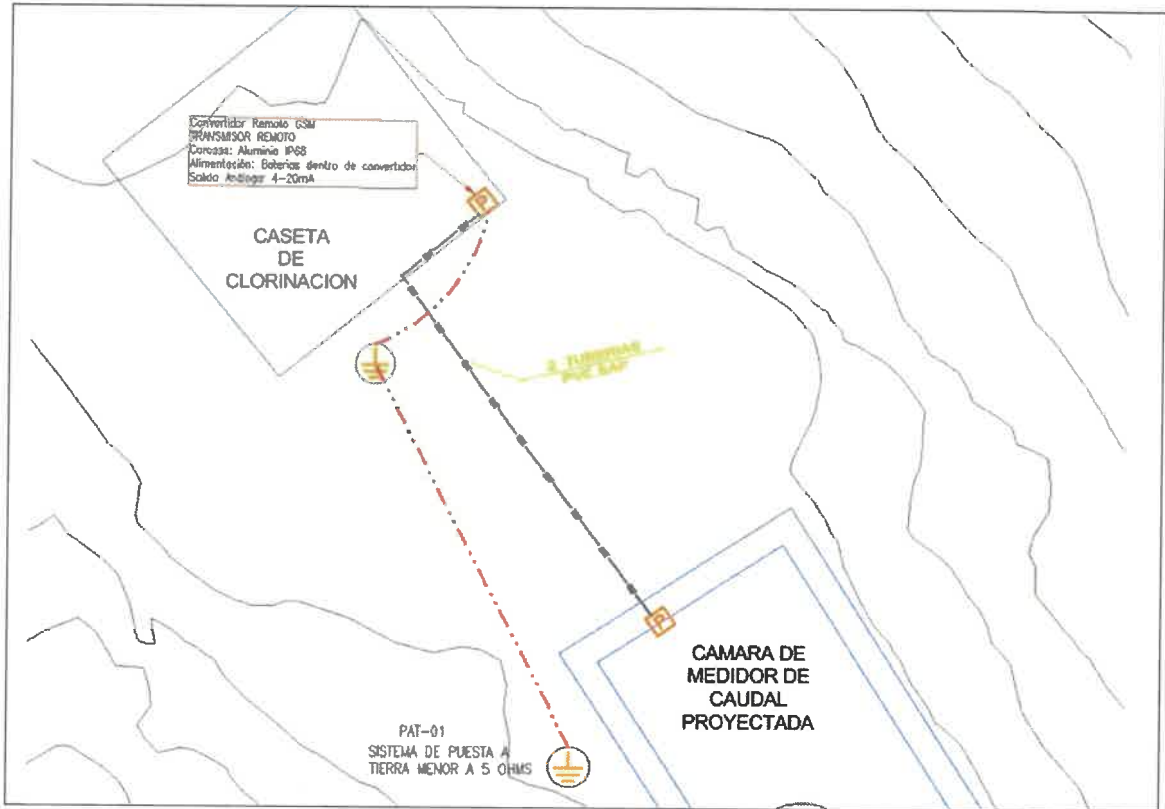 Convertidor Remoto GSM
TRANSMISOR REMOTO
Carcasa: Aluminio IP68
Alimentación: Baterias dentro de convertidor
Salida Análoga 4-20mA
P
CASETA
DE
CLORINACION
2 TUBERIAS
PVC SAP
P
CAMARA DE
MEDIDOR DE
CAUDAL
PROYECTADA
PAT-01
SISTEMA DE PUESTA A
TIERRA MENOR A 5 OHMS